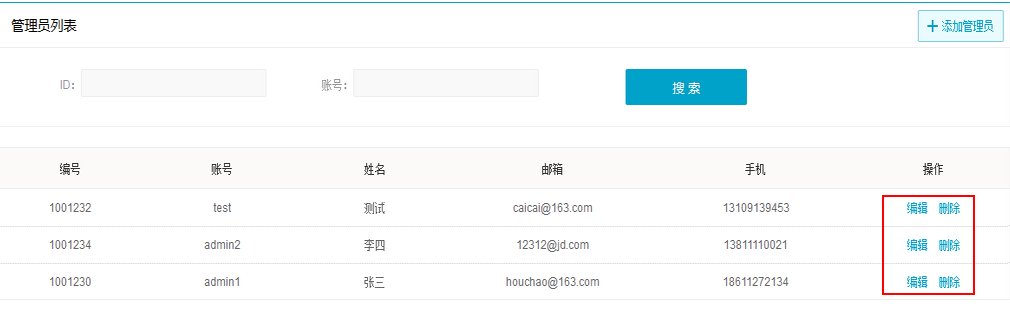 管理员列表 + 添加管理员
ID: 账号: 搜 索
编号 账号 姓名 邮箱 手机 操作
1001232 test 测试 caicai@163.com 13109139453 编辑 删除
1001234 admin2 李四 12312@jd.com 13811110021 编辑 删除
1001230 admin1 张三 houchao@163.com 18611272134 编辑 删除